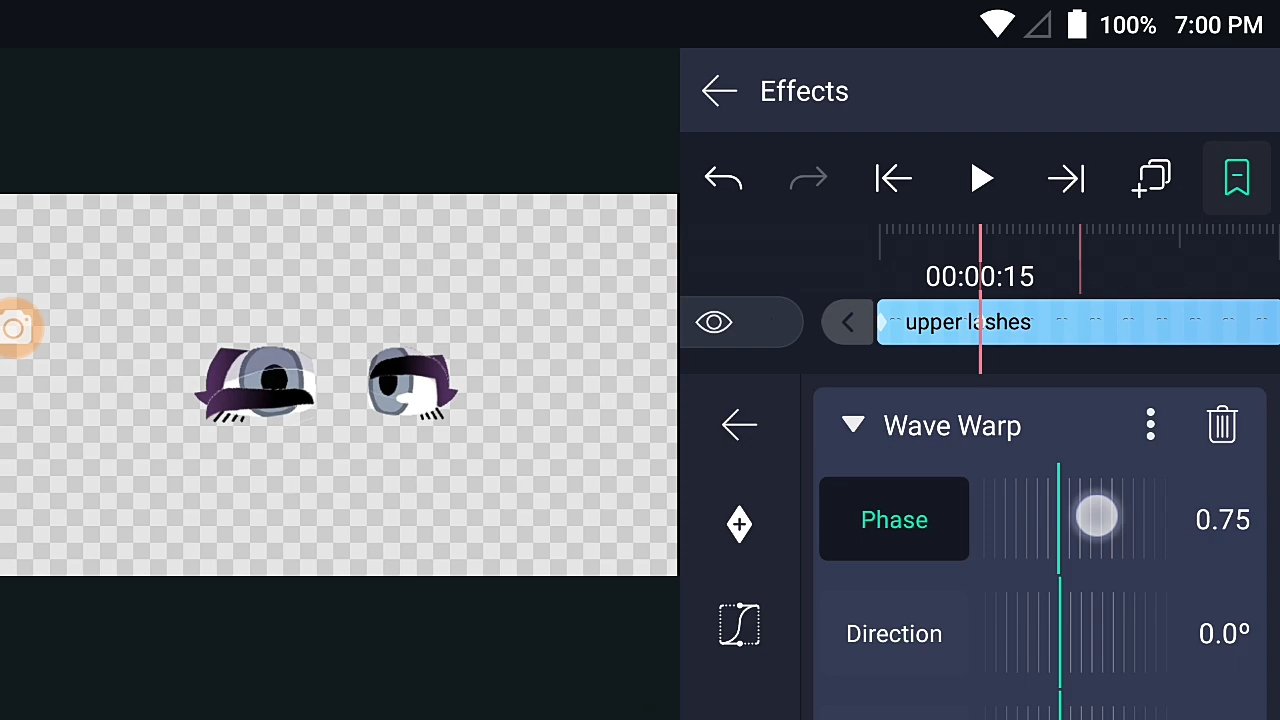 100% 7:00 PM
Effects
00:00:15
upper lashes
Wave Warp
Phase 0.75
Direction 0.0º